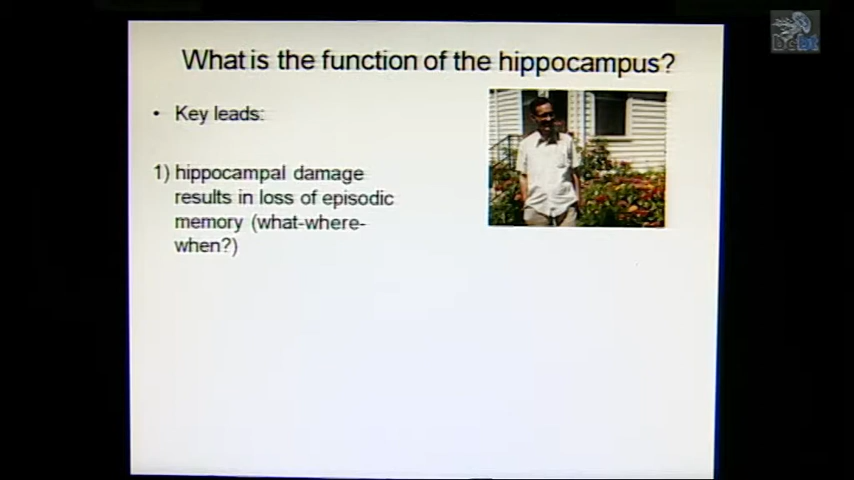 What is the function of the hippocampus?
• Key leads:
1) hippocampal damage
results in loss of episodic
memory (what-where-
when?)
bcbt